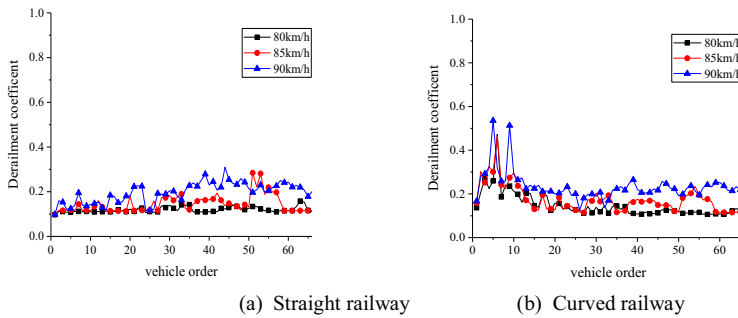 1.0
0.8
0.6
0.4
0.2
0.0
Derailment coefficent
80km/h
85km/h
90km/h
0 10 20 30 40 50 60
vehicle order
1.0
0.8
0.6
0.4
0.2
0.0
Derailment coefficent
80km/h
85km/h
90km/h
0 10 20 30 40 50 60
vehicle order
(a) Straight railway
(b) Curved railway